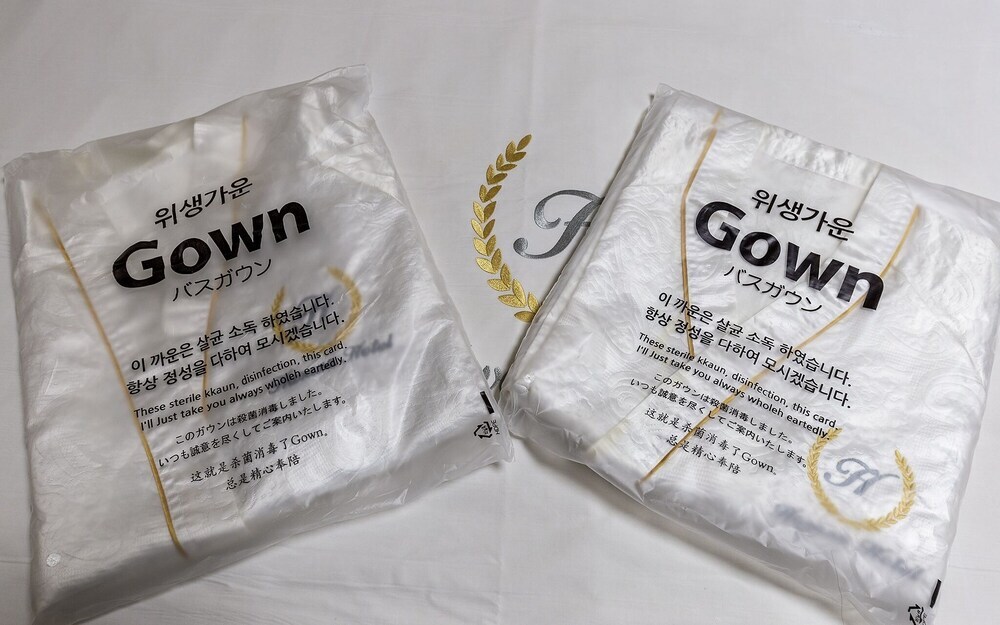 위생가운
Gown
バスガウン
이 까운은 살균 소독 하였습니다.
항상 정성을 다하여 모시겠습니다.
These sterile kkaun, disinfection, this card,
I'll Just take you always wholeh eartedly.
このガウンは殺菌消毒しました。
いつも誠意を尽くしてご案内いたします。
这就是杀菌消毒了Gown.
总是精心奉陪
H
위생가운
Gown
バスガウン
이 까운은 살균 소독 하였습니다.
항상 정성을 다하여 모시겠습니다.
These sterile kkaun, disinfection, this card,
I'll Just take you always wholeh eartedly.
このガウンは殺菌消毒しました。
いつも誠意を尽くしてご案内いたします。
这就是杀菌消毒了Gown.
总是精心奉陪
H